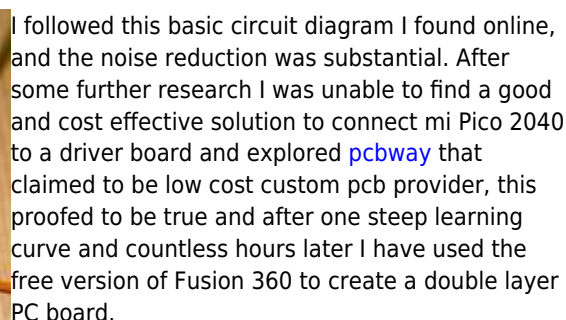 I followed this basic circuit diagram I found online,
and the noise reduction was substantial. After
some further research I was unable to find a good
and cost effective solution to connect mi Pico 2040
to a driver board and explored pcbway that
claimed to be low cost custom pcb provider, this
proofed to be true and after one steep learning
curve and countless hours later I have used the
free version of Fusion 360 to create a double layer
PC board.